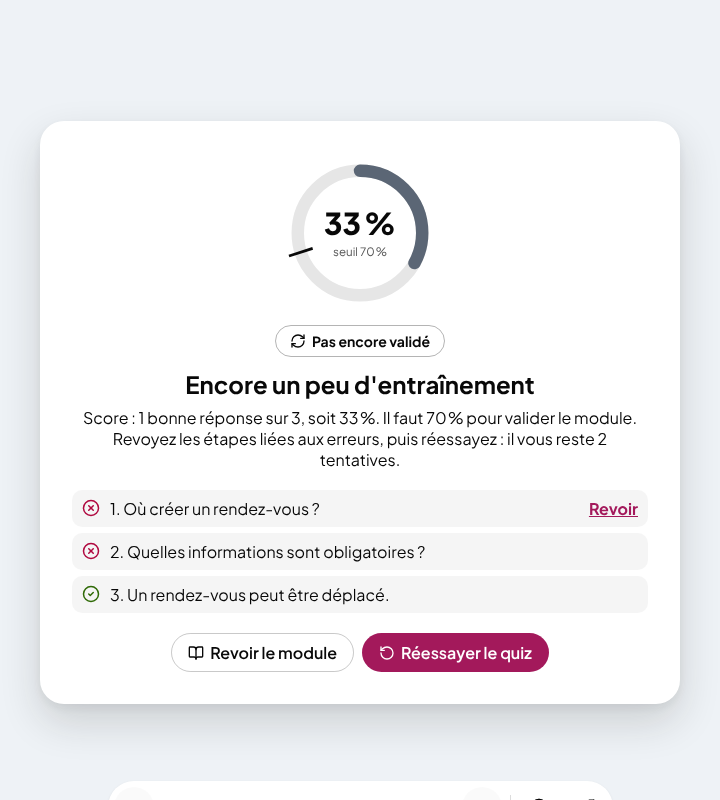 33 %
seuil 70 %
Pas encore validé
Encore un peu d'entraînement
Score : 1 bonne réponse sur 3, soit 33 %. Il faut 70 % pour valider le module.
Revoyez les étapes liées aux erreurs, puis réessayez : il vous reste 2
tentatives.
1. Où créer un rendez-vous ? Revoir
2. Quelles informations sont obligatoires ?
3. Un rendez-vous peut être déplacé.
Revoir le module Réessayer le quiz